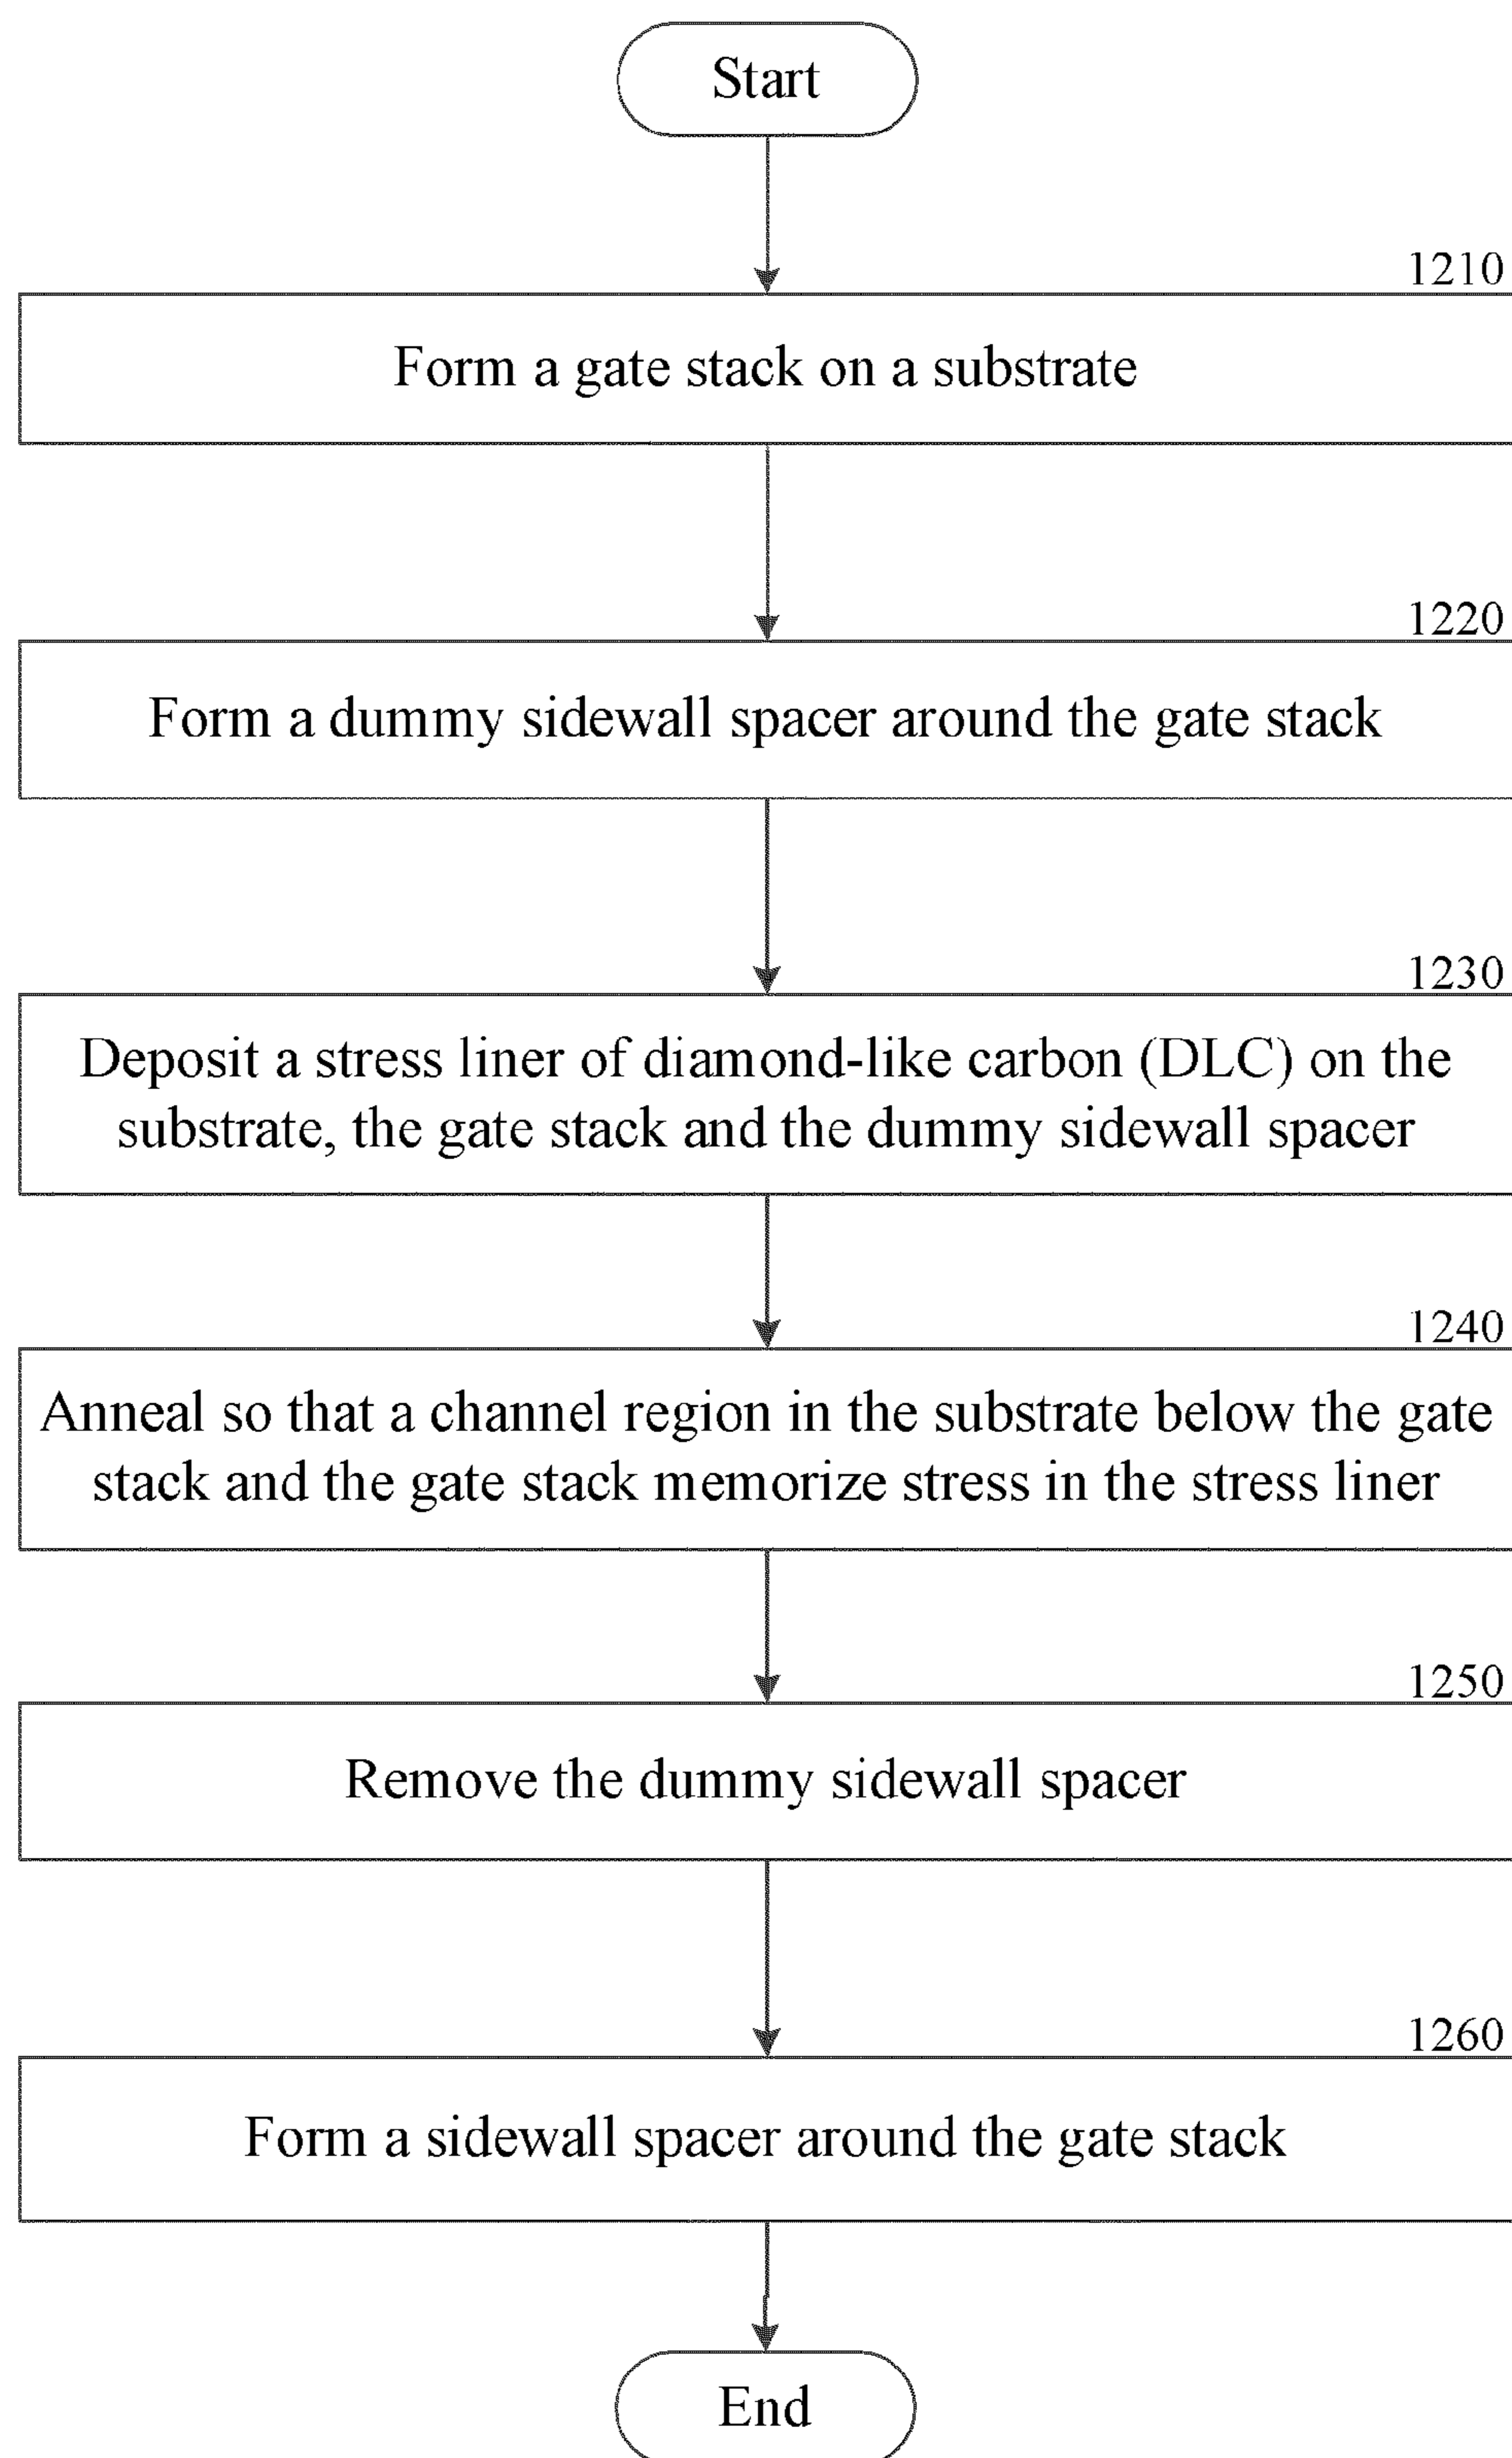 Start
1210
Form a gate stack on a substrate
1220
Form a dummy sidewall spacer around the gate stack
1230
Deposit a stress liner of diamond-like carbon (DLC) on the
substrate, the gate stack and the dummy sidewall spacer
1240
Anneal so that a channel region in the substrate below the gate
stack and the gate stack memorize stress in the stress liner
1250
Remove the dummy sidewall spacer
1260
Form a sidewall spacer around the gate stack
End